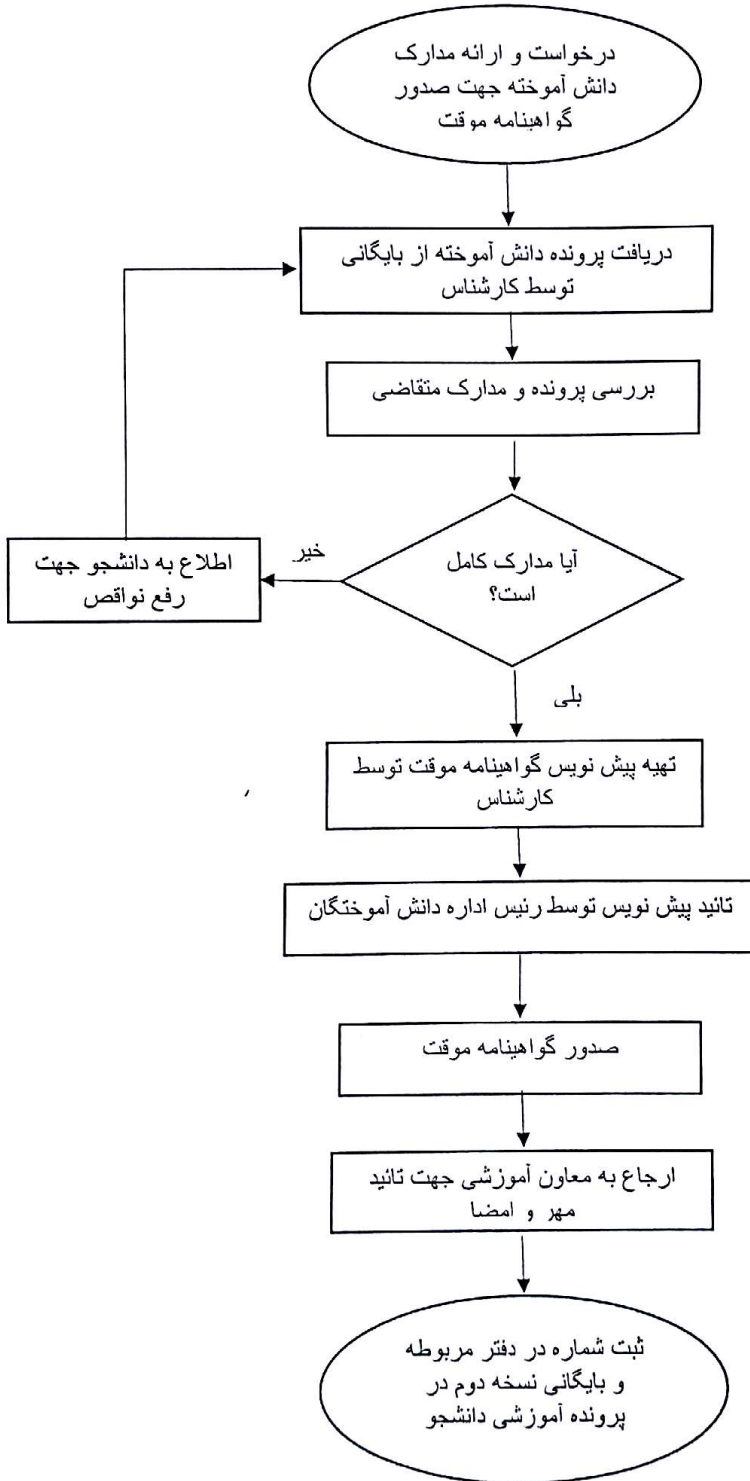 درخواست و ارائه مدارک
دانش آموخته جهت صدور
گواهینامه موقت
دریافت پرونده دانش آموخته از بایگانی
توسط کارشناس
بررسی پرونده و مدارک متقاضی
آیا مدارک کامل
است؟
خیر
اطلاع به دانشجو جهت
رفع نواقص
بلی
تهیه پیش نویس گواهینامه موقت توسط
کارشناس
تائید پیش نویس توسط رئیس اداره دانش آموختگان
صدور گواهینامه موقت
ارجاع به معاون آموزشی جهت تائید
مهر و امضا
ثبت شماره در دفتر مربوطه
و بایگانی نسخه دوم در
پرونده آموزشی دانشجو